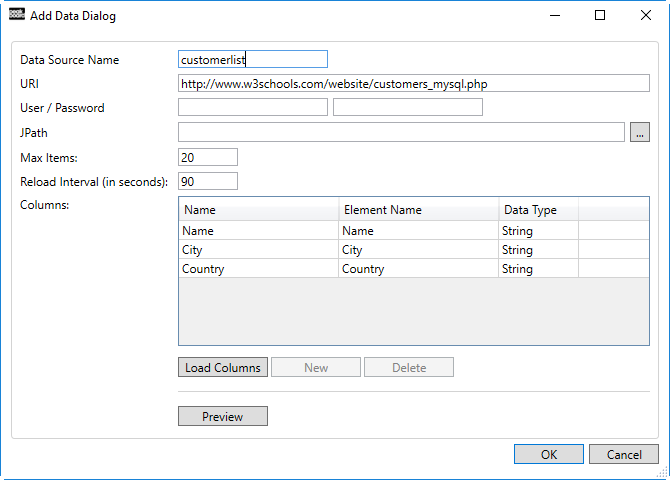 peak board Add Data Dialog
Data Source Name customerlist
URI http://www.w3schools.com/website/customers_mysql.php
User / Password
JPath ...
Max Items: 20
Reload Interval (in seconds): 90
Columns: Name Element Name Data Type
Name Name String
City City String
Country Country String
Load Columns New Delete
Preview
OK Cancel